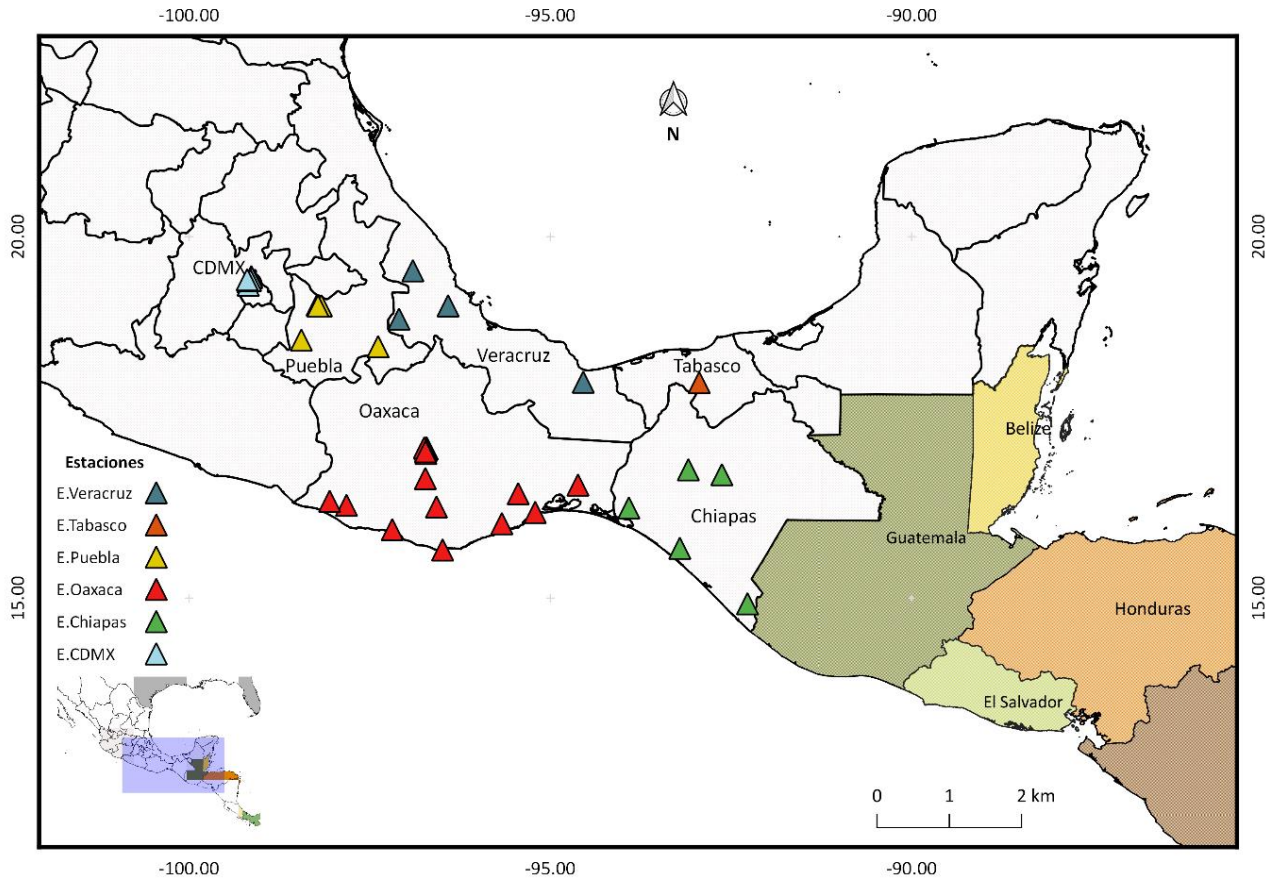 -100.00 -95.00 -90.00
N
20.00 20.00
CDMX
Veracruz
Puebla
Tabasco
Oaxaca
Belize
Estaciones
E.Veracruz
E.Tabasco
E.Puebla
E.Oaxaca
E.Chiapas
E.CDMX
Chiapas
Guatemala
15.00 15.00
Honduras
El Salvador
0 1 2 km
-100.00 -95.00 -90.00